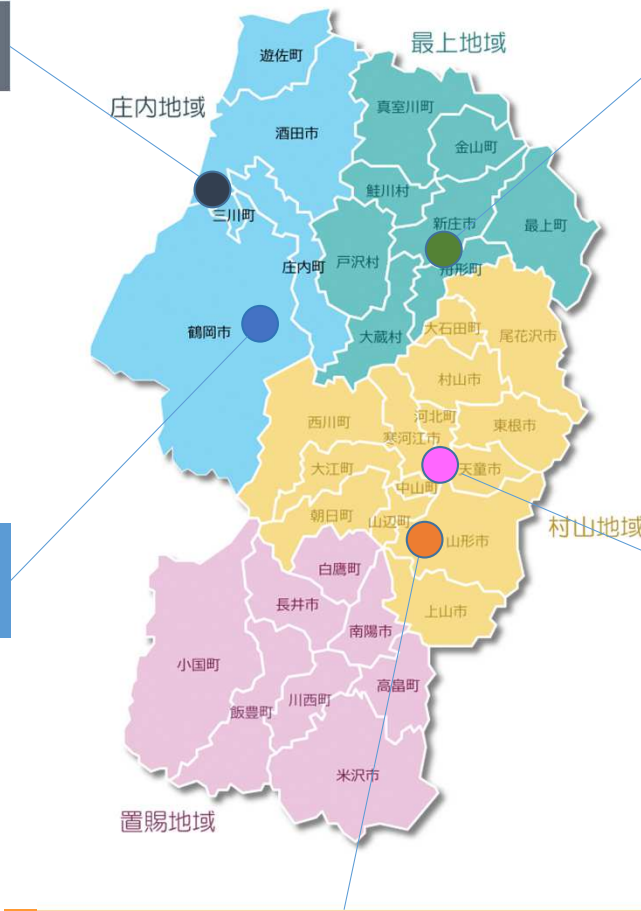 最上地域
遊佐町
庄内地域
真室川町
酒田市
金山町
鮭川村
三川町
新庄市
最上町
戸沢村
庄内町
舟形町
鶴岡市
大蔵村
大石田町
尾花沢市
村山市
河北町
西川町
東根市
寒河江市
大江町
天童市
中山町
朝日町
山辺町
村山地域
山形市
白鷹町
長井市
上山市
南陽市
小国町
高畠町
川西町
飯豊町
米沢市
置賜地域